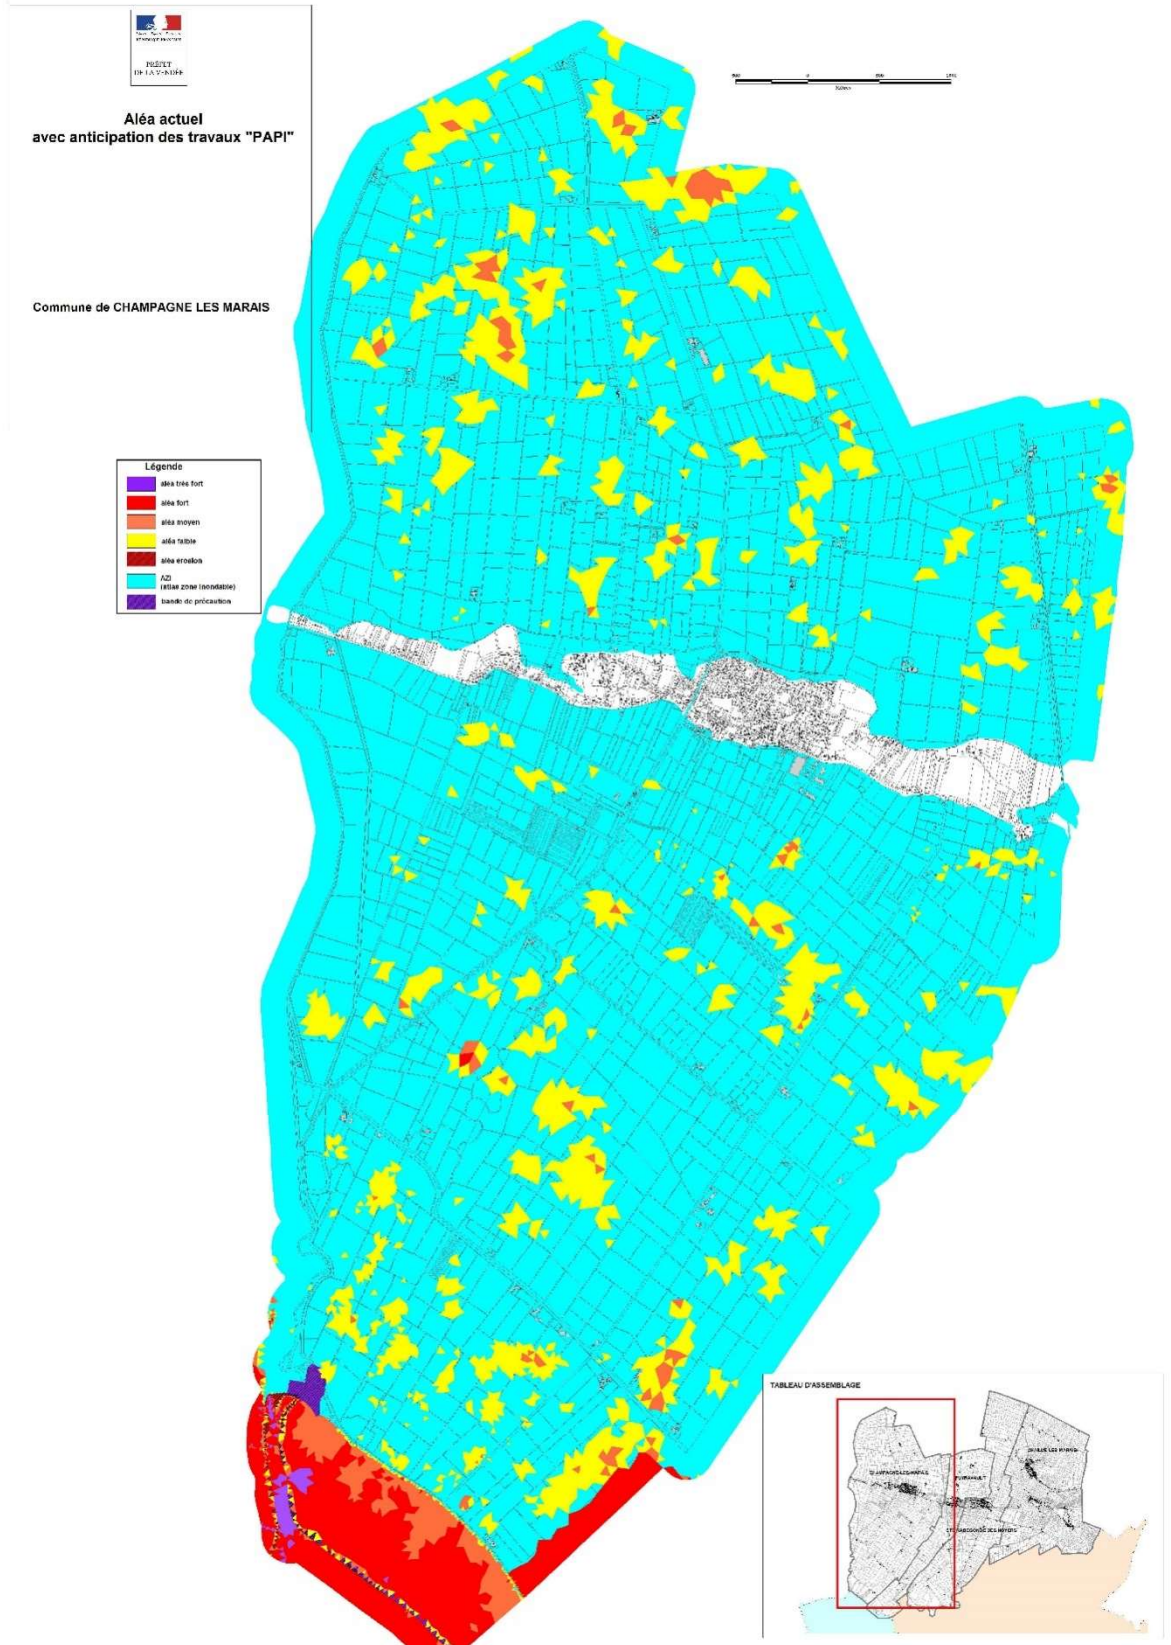 PRÉFET
DE LA VENDÉE
Aléa actuel
avec anticipation des travaux "PAPI"
Commune de CHAMPAGNE LES MARAIS
Légende
aléa très fort
aléa fort
aléa moyen
aléa faible
aléa erosion
AZI
(atlas zone inondable)
bande de précaution
TABLEAU D'ASSEMBLAGE